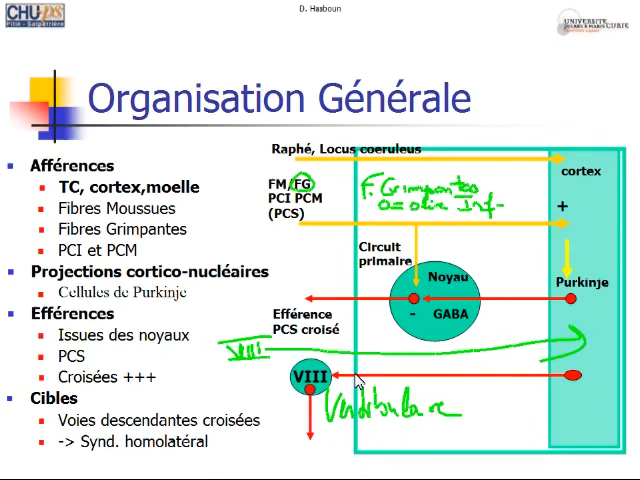 D. Hasboun
CHU PS
Pitié - Salpêtrière
UNIVERSITE
PIERRE & MARIE CURIE
Organisation Générale
Afférences
TC, cortex,moelle
Fibres Moussues
Fibres Grimpantes
PCI et PCM
Projections cortico-nucléaires
Cellules de Purkinje
Efférences
Issues des noyaux
PCS
Croisées +++
Cibles
Voies descendantes croisées
-> Synd. homolatéral
Raphé, Locus coeruleus
cortex
FM/FG
PCI PCM
(PCS)
F. Grimpantes
O = olive Inf
+
Circuit
primaire
Noyau
Purkinje
- GABA
Efférence
PCS croisé
VIII
VIII
Vestibulaire